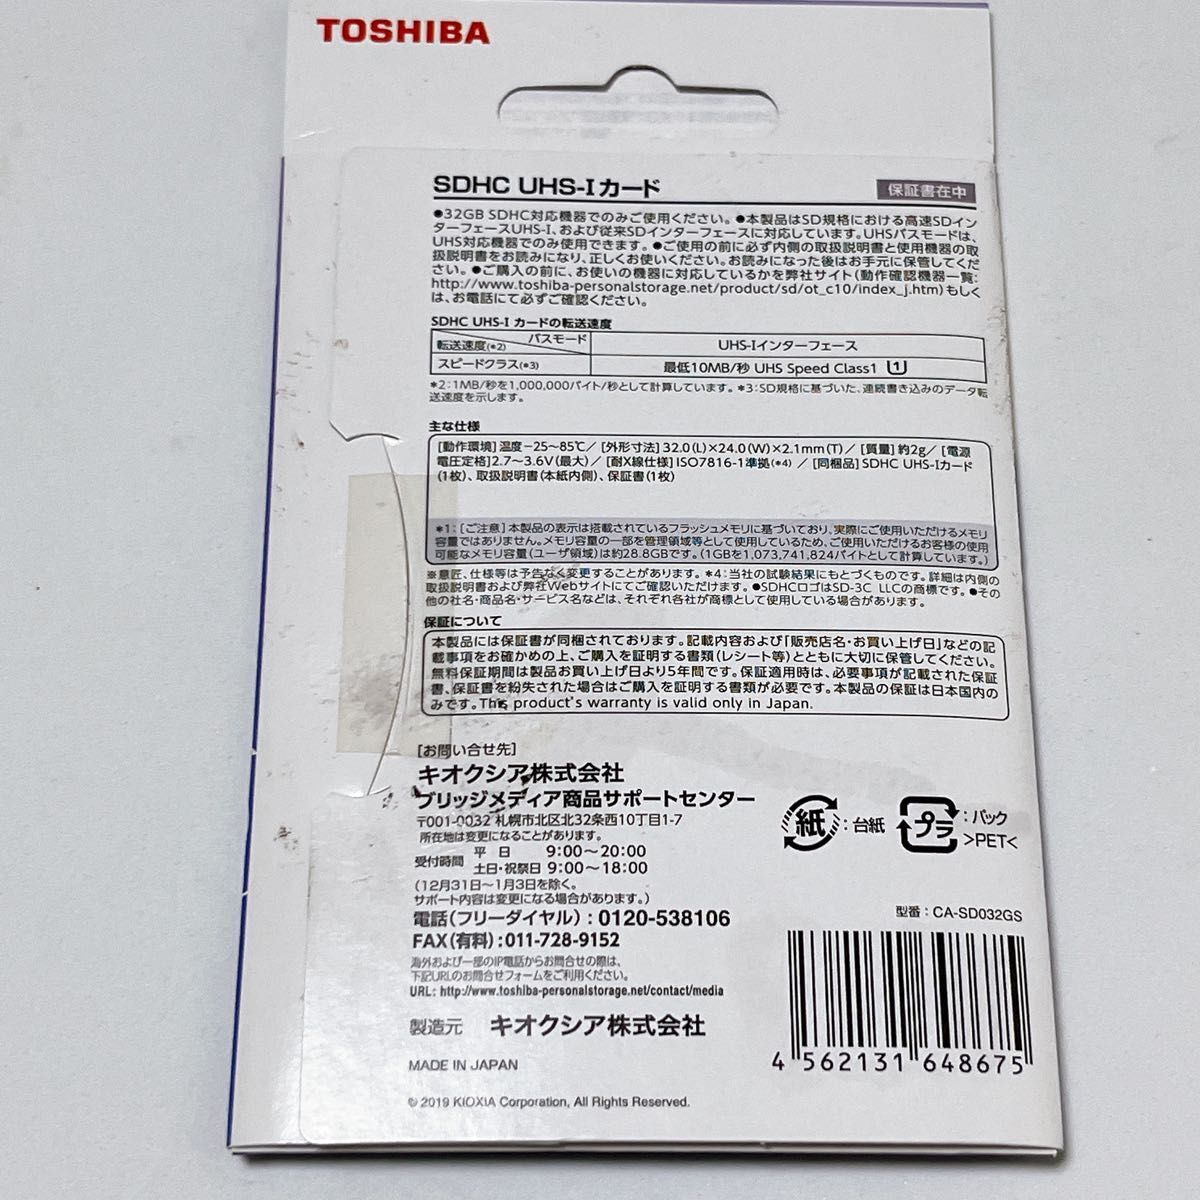 TOSHIBA
SDHC UHS-Iカード
保証書在中
●32GB SDHC対応機器でのみご使用ください。●本製品はSD規格における高速SDイン
ターフェースUHS-I、および従来SDインターフェースに対応しています。UHSバスモードは、
UHS対応機器でのみ使用できます。●ご使用の前に必ず内側の取扱説明書と使用機器の取
扱説明書をお読みになり、正しくお使いください。お読みになった後はお手元に保管してくだ
さい。●ご購入の前に、お使いの機器に対応しているかを弊社サイト(動作確認機器一覧:
http://www.toshiba-personalstorage.net/product/sd/ot_c10/index_j.htm)もしく
は、お電話にて必ずご確認ください。
SDHC UHS-I カードの転送速度
バスモード
転送速度(*2)
UHS-Iインターフェース
スピードクラス(*3)
最低10MB/秒 UHS Speed Class1 1
*2:1MB/秒を1,000,000バイト/秒として計算しています。*3:SD規格に基づいた、連続書き込みのデータ転
送速度を示します。
主な仕様
[動作環境]温度-25~85℃/ [外形寸法]32.0(L)×24.0(W)×2.1mm(T)/ [質量]約2g/ [電源
電圧定格]2.7~3.6V(最大)/ [耐X線仕様]ISO7816-1準拠(*4) / [同梱品]SDHC UHS-Iカード
(1枚)、取扱説明書(本紙内側)、保証書(1枚)
*1:[ご注意]本製品の表示は搭載されているフラッシュメモリに基づいており、実際にご使用いただけるメモリ
容量ではありません。メモリ容量の一部を管理領域等として使用しているため、ご使用いただけるお客様の使用
可能なメモリ容量(ユーザ領域)は約28.8GBです。(1GBを1,073,741,824バイトとして計算しています。)
※意匠、仕様等は予告なく変更することがあります。*4:当社の試験結果にもとづくものです。詳細は内側の
取扱説明書および弊社Webサイトにてご確認いただけます。●SDHCロゴはSD-3C LLCの商標です。●その
他の社名・商品名・サービス名などは、それぞれ各社が商標として使用している場合があります。
保証について
本製品には保証書が同梱されております。記載内容および「販売店名・お買い上げ日」などの記
載事項をお確かめの上、ご購入を証明する書類(レシート等)とともに大切に保管してください。
無料保証期間は製品お買い上げ日より5年間です。保証適用時は、必要事項が記載された保証
書、保証書を紛失された場合はご購入を証明する書類が必要です。本製品の保証は日本国内の
みです。This product's warranty is valid only in Japan.
[お問い合せ先]
キオクシア株式会社
ブリッジメディア商品サポートセンター
〒001-0032 札幌市北区北32条西10丁目1-7
所在地は変更になることがあります。
受付時間 平 日 9:00~20:00
土日・祝祭日 9:00~18:00
(12月31日~1月3日を除く。
サポート内容は変更になる場合があります。)
電話(フリーダイヤル):0120-538106
FAX(有料):011-728-9152
海外および一部のIP電話からお問合せの際は、
下記URLのお問合せフォームをご利用ください。
URL: http://www.toshiba-personalstorage.net/contact/media
製造元 キオクシア株式会社
MADE IN JAPAN
© 2019 KIOXIA Corporation, All Rights Reserved.
紙 :台紙
プラ :パック
>PET<
型番:CA-SD032GS
4 562131 648675